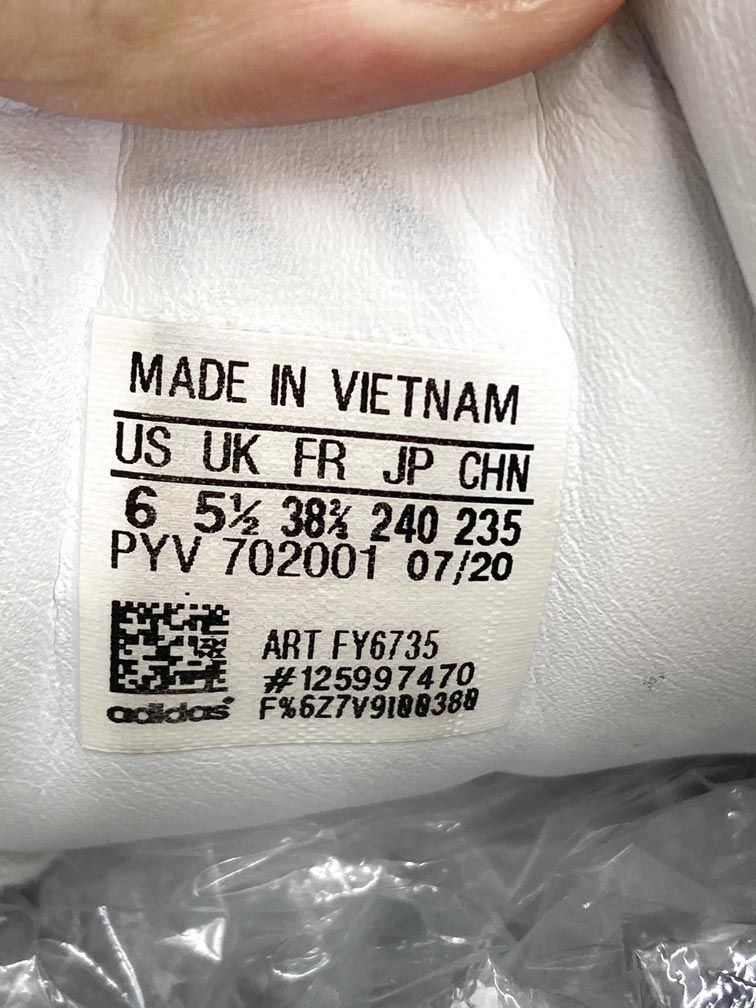 MADE IN VIETNAM
US UK FR JP CHN
6 5½ 38⅔ 240 235
PYV 702001 07/20
ART FY6735
#125997470
adidas F%6Z7V9100380